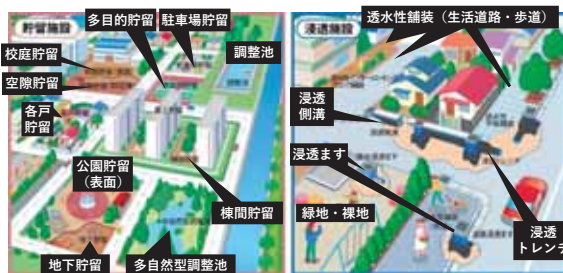 貯留施設
多目的貯留
駐車場貯留
校庭貯留
調整池
空隙貯留
各戸
貯留
公園貯留
（表面）
棟間貯留
地下貯留
多自然型調整池
浸透施設
透水性舗装（生活道路・歩道）
浸透
側溝
浸透ます
緑地・裸地
浸透
トレンチ